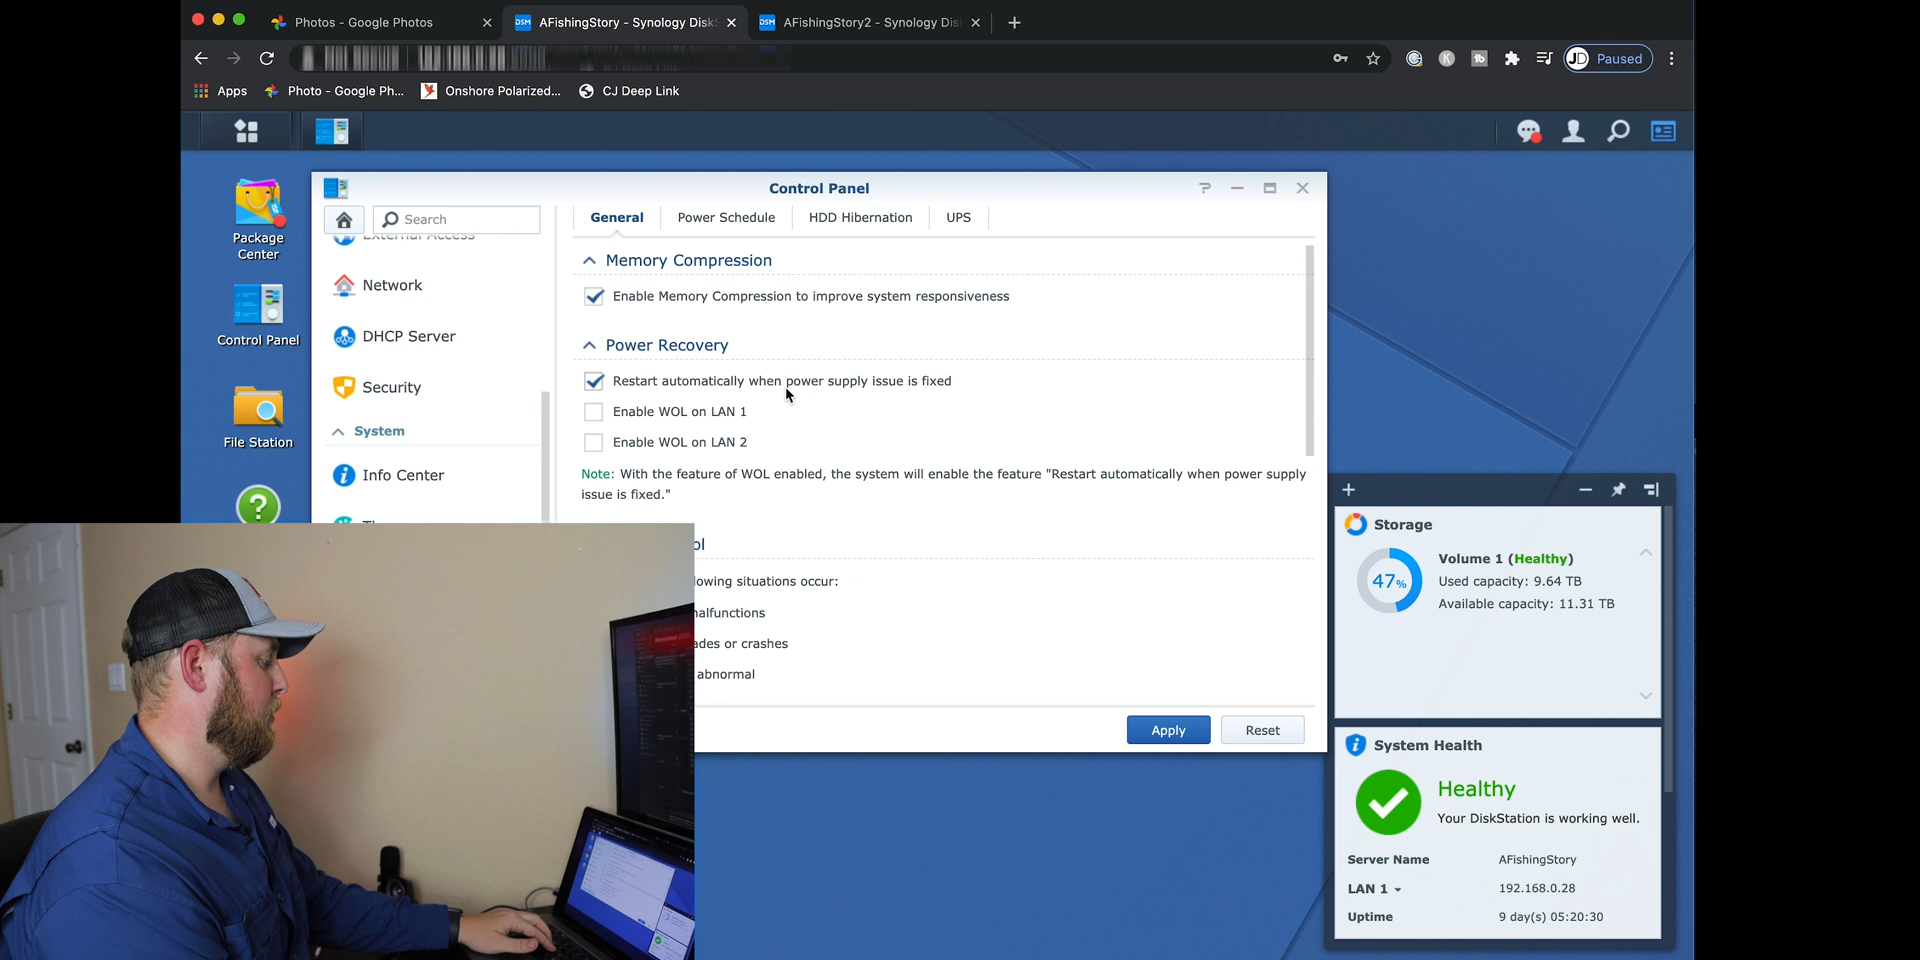 Photos - Google Photos
AFishingStory - Synology Disk
AFishingStory2 - Synology Dis
Paused
Apps
Photo - Google Ph...
Onshore Polarized...
CJ Deep Link
Package
Center
Control Panel
File Station
Control Panel
Search
External Access
Network
DHCP Server
Security
System
Info Center
General
Power Schedule
HDD Hibernation
UPS
Memory Compression
Enable Memory Compression to improve system responsiveness
Power Recovery
Restart automatically when power supply issue is fixed
Enable WOL on LAN 1
Enable WOL on LAN 2
Note: With the feature of WOL enabled, the system will enable the feature "Restart automatically when power supply
issue is fixed."
ol
lowing situations occur:
nalfunctions
ades or crashes
abnormal
Apply
Reset
Storage
47%
Volume 1 (Healthy)
Used capacity: 9.64 TB
Available capacity: 11.31 TB
System Health
Healthy
Your DiskStation is working well.
Server Name
AFishingStory
LAN 1
192.168.0.28
Uptime
9 day(s) 05:20:30